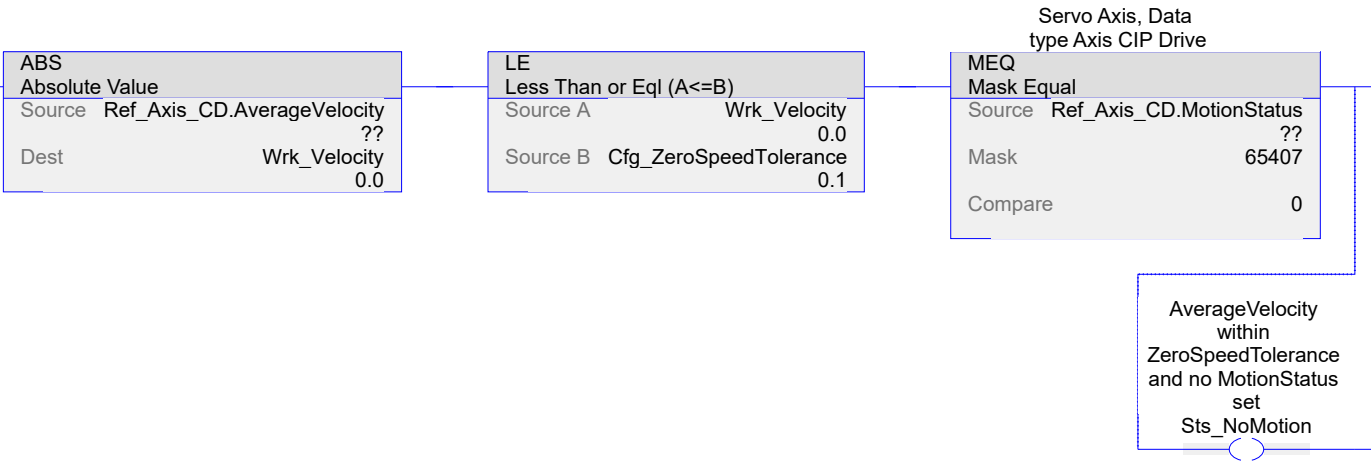 Servo Axis, Data
type Axis CIP Drive
ABS
Absolute Value
Source Ref_Axis_CD.AverageVelocity
??
Dest Wrk_Velocity
0.0
LE
Less Than or Eql (A<=B)
Source A Wrk_Velocity
0.0
Source B Cfg_ZeroSpeedTolerance
0.1
MEQ
Mask Equal
Source Ref_Axis_CD.MotionStatus
??
Mask 65407
Compare 0
AverageVelocity
within
ZeroSpeedTolerance
and no MotionStatus
set
Sts_NoMotion